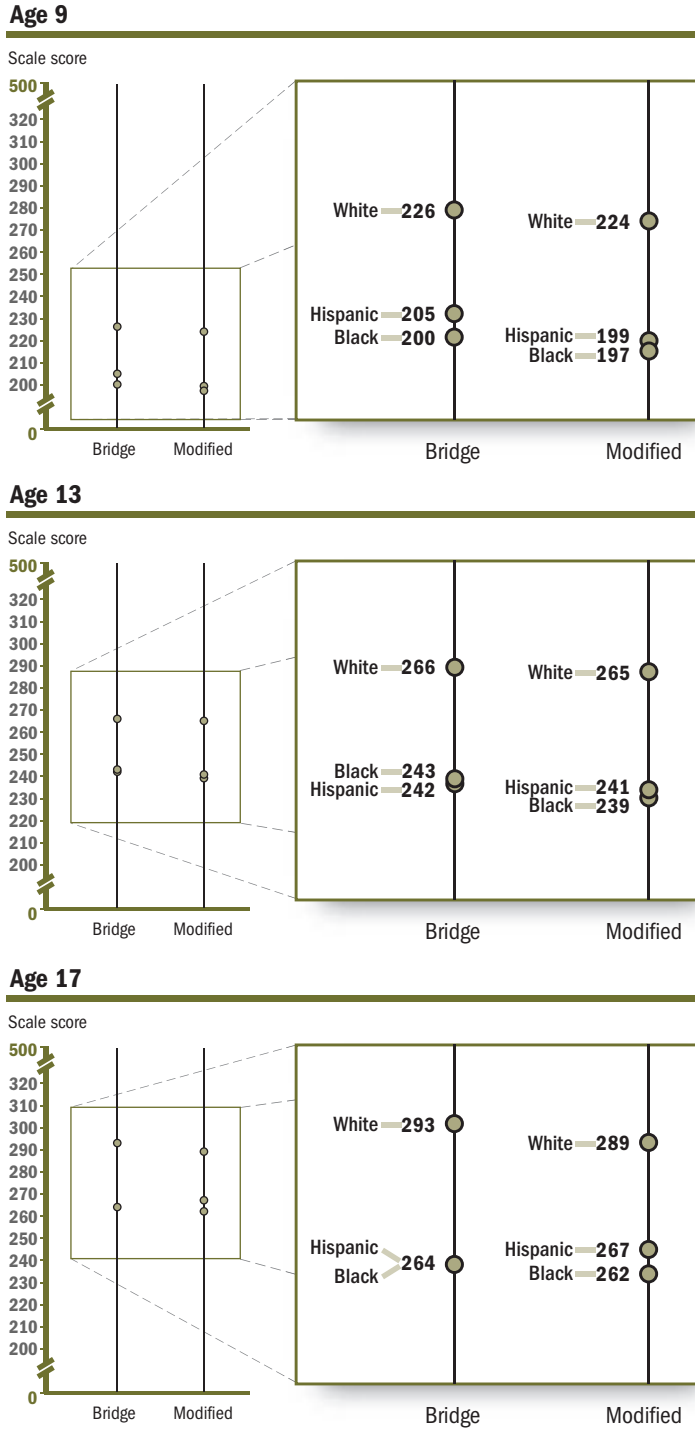 Age 9
Scale score
500
320
310
300
290
280
270
260
250
240
230
220
210
200
0
Bridge Modified
White 226
Hispanic 205
Black 200
White 224
Hispanic 199
Black 197
Bridge Modified
Age 13
Scale score
500
320
310
300
290
280
270
260
250
240
230
220
210
200
0
Bridge Modified
White 266
Black 243
Hispanic 242
White 265
Hispanic 241
Black 239
Bridge Modified
Age 17
Scale score
500
320
310
300
290
280
270
260
250
240
230
220
210
200
0
Bridge Modified
White 293
Hispanic
264
Black
White 289
Hispanic 267
Black 262
Bridge Modified